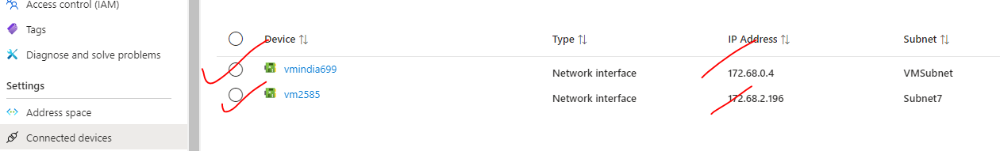 Access control (IAM)
Tags
Diagnose and solve problems
Settings
Address space
Connected devices
Device ↑↓ Type ↑↓ IP Address ↑↓ Subnet ↑↓
vmindia699 Network interface 172.68.0.4 VMSubnet
vm2585 Network interface 172.68.2.196 Subnet7